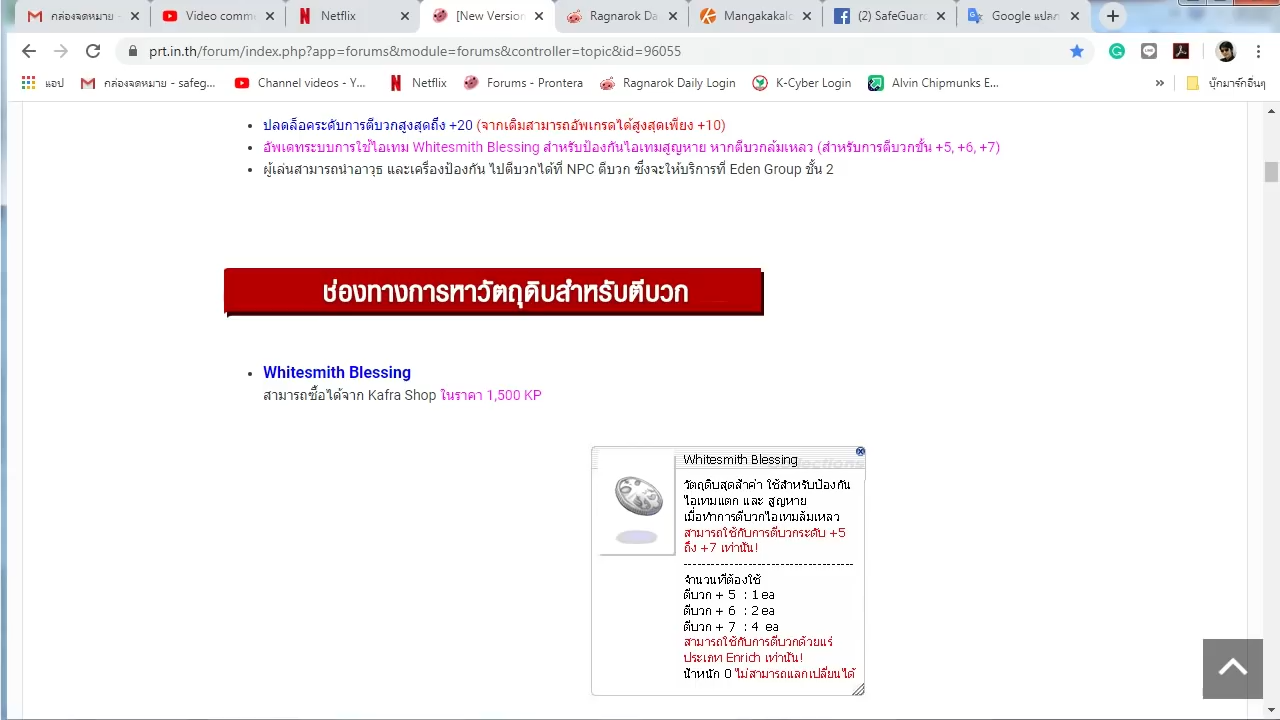 กล่องจดหมาย
Video comme
Netflix
[New Version
Ragnarok Da
Mangakakalo
(2) SafeGuard
Google แปลภ
prt.in.th/forum/index.php?app=forums&module=forums&controller=topic&id=96055
แอป
กล่องจดหมาย - safeg...
Channel videos - Y...
Netflix
Forums - Prontera
Ragnarok Daily Login
K-Cyber Login
Alvin Chipmunks E...
»
บุ๊กมาร์กอื่นๆ
ปลดล็อคระดับการตีบวกสูงสุดถึง +20 (จากเดิมสามารถอัพเกรดได้สูงสุดเพียง +10)
อัพเดทระบบการใช้ไอเทม Whitesmith Blessing สำหรับป้องกันไอเทมสูญหาย หากตีบวกล้มเหลว (สำหรับการตีบวกขั้น +5, +6, +7)
ผู้เล่นสามารถนำอาวุธ และเครื่องป้องกัน ไปตีบวกได้ที่ NPC ตีบวก ซึ่งจะให้บริการที่ Eden Group ชั้น 2
ช่องทางการหาวัตถุดิบสำหรับตีบวก
Whitesmith Blessing
สามารถซื้อได้จาก Kafra Shop ในราคา 1,500 KP
Whitesmith Blessing
วัตถุดิบสุดล้ำค่า ใช้สำหรับป้องกัน
ไอเทมแตก และ สูญหาย
เมื่อทำการตีบวกไอเทมล้มเหลว
สามารถใช้กับการตีบวกระดับ +5
ถึง +7 เท่านั้น!
--------------------------------
จำนวนที่ต้องใช้
ตีบวก + 5 : 1 ea
ตีบวก + 6 : 2 ea
ตีบวก + 7 : 4 ea
สามารถใช้กับการตีบวกด้วยแร่
ประเภท Enrich เท่านั้น!
น้ำหนัก 0 ไม่สามารถแลกเปลี่ยนได้